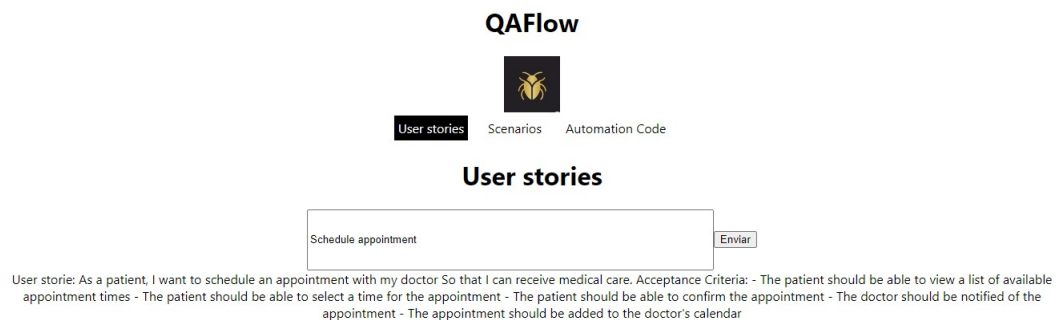 QAFlow
User stories Scenarios Automation Code
User stories
Schedule appointment Enviar
User storie: As a patient, I want to schedule an appointment with my doctor So that I can receive medical care. Acceptance Criteria: - The patient should be able to view a list of available
appointment times - The patient should be able to select a time for the appointment - The patient should be able to confirm the appointment - The doctor should be notified of the
appointment - The appointment should be added to the doctor's calendar